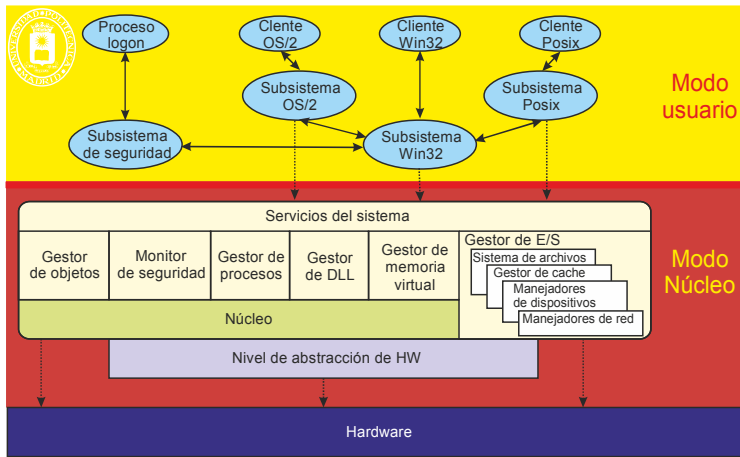 Proceso
logon
Cliente
OS/2
Cliente
Win32
Cliente
Posix
Subsistema
OS/2
Subsistema
Posix
Modo
usuario
Subsistema
de seguridad
Subsistema
Win32
Servicios del sistema
Gestor
de objetos
Monitor
de seguridad
Gestor de
procesos
Gestor
de DLL
Gestor de
memoria
virtual
Gestor de E/S
Sistema de archivos
Gestor de cache
Manejadores
de dispositivos
Manejadores de red
Modo
Núcleo
Núcleo
Nivel de abstracción de HW
Hardware